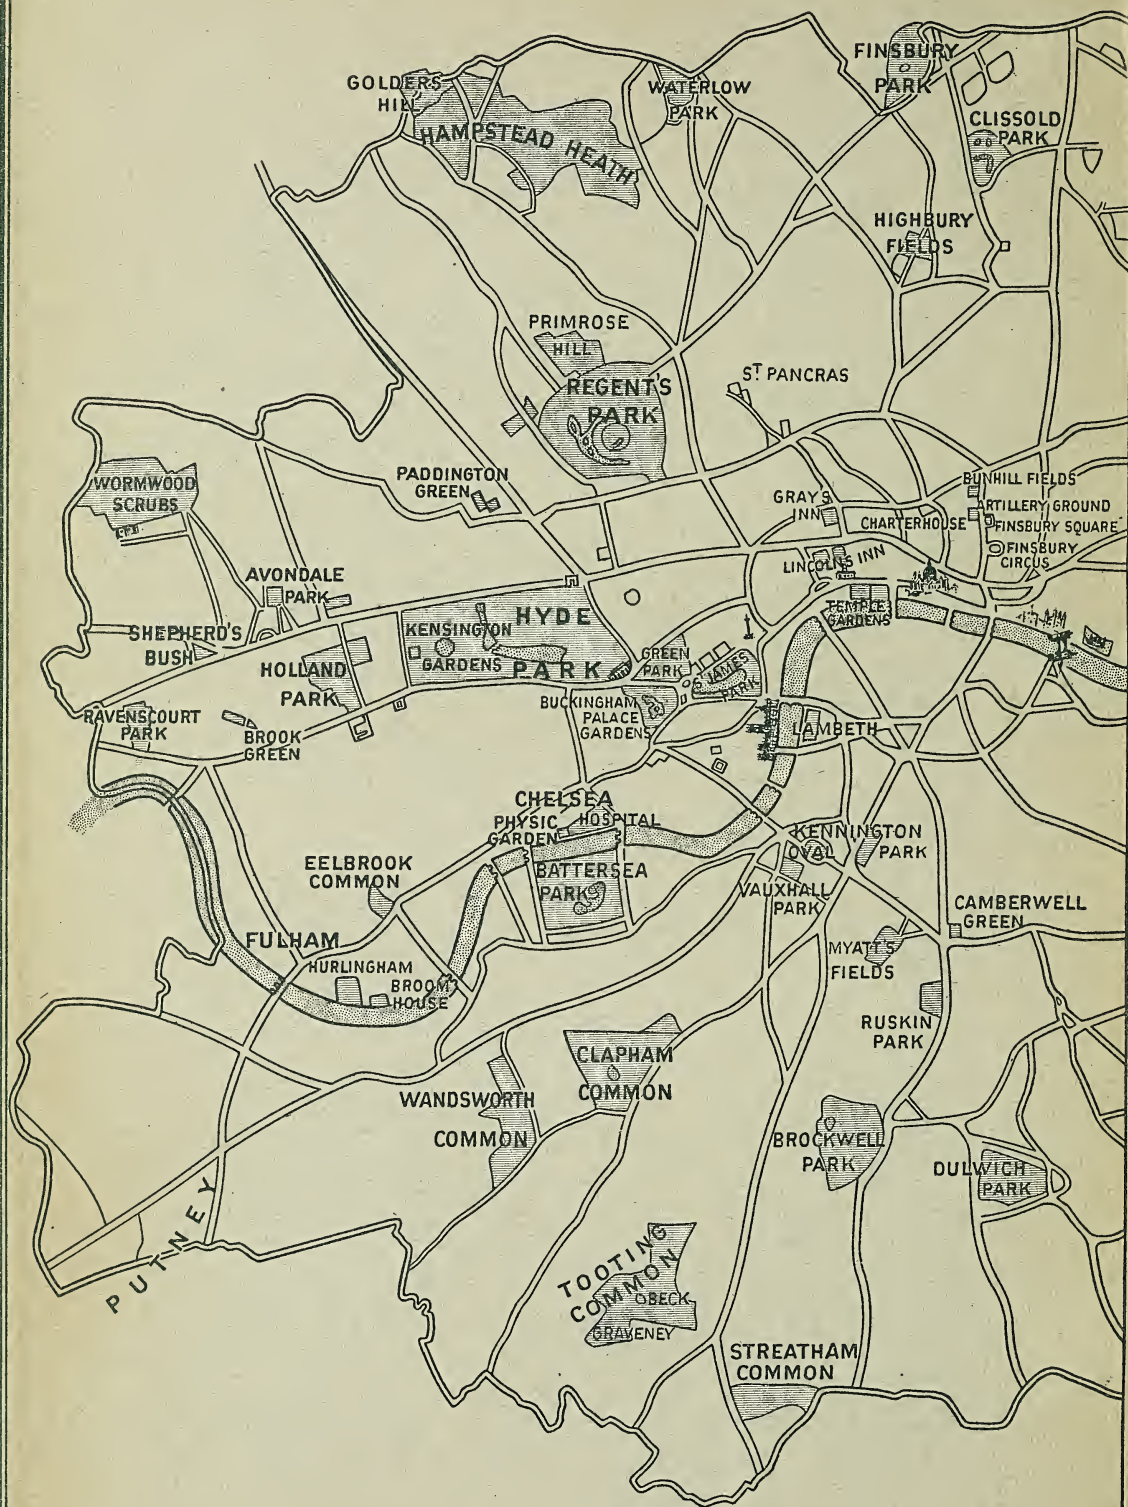 FINSBURY
PARK
GOLDERS
HILL
WATERLOW
PARK
HAMPSTEAD HEATH
CLISSOLD
PARK
HIGHBURY
FIELDS
PRIMROSE
HILL
REGENT'S
PARK
ST PANCRAS
WORMWOOD
SCRUBS
PADDINGTON
GREEN
BUNHILL FIELDS
GRAYS
INN
ARTILLERY GROUND
CHARTERHOUSE
FINSBURY SQUARE
FINSBURY
CIRCUS
LINCOLNS INN
AVONDALE
PARK
TEMPLE
GARDENS
HYDE
PARK
KENSINGTON
GARDENS
SHEPHERD'S
BUSH
HOLLAND
PARK
GREEN
PARK
ST JAMES
PARK
BUCKINGHAM
PALACE
GARDENS
RAVENSCOURT
PARK
BROOK
GREEN
LAMBETH
CHELSEA
PHYSIC
GARDEN
HOSPITAL
KENNINGTON
OVAL
PARK
EELBROOK
COMMON
BATTERSEA
PARK
VAUXHALL
PARK
CAMBERWELL
GREEN
FULHAM
MYATT'S
FIELDS
HURLINGHAM
BROOM
HOUSE
RUSKIN
PARK
CLAPHAM
COMMON
WANDSWORTH
COMMON
BROCKWELL
PARK
DULWICH
PARK
PUTNEY
TOOTING
COMMON
BECK
GRAVENEY
STREATHAM
COMMON